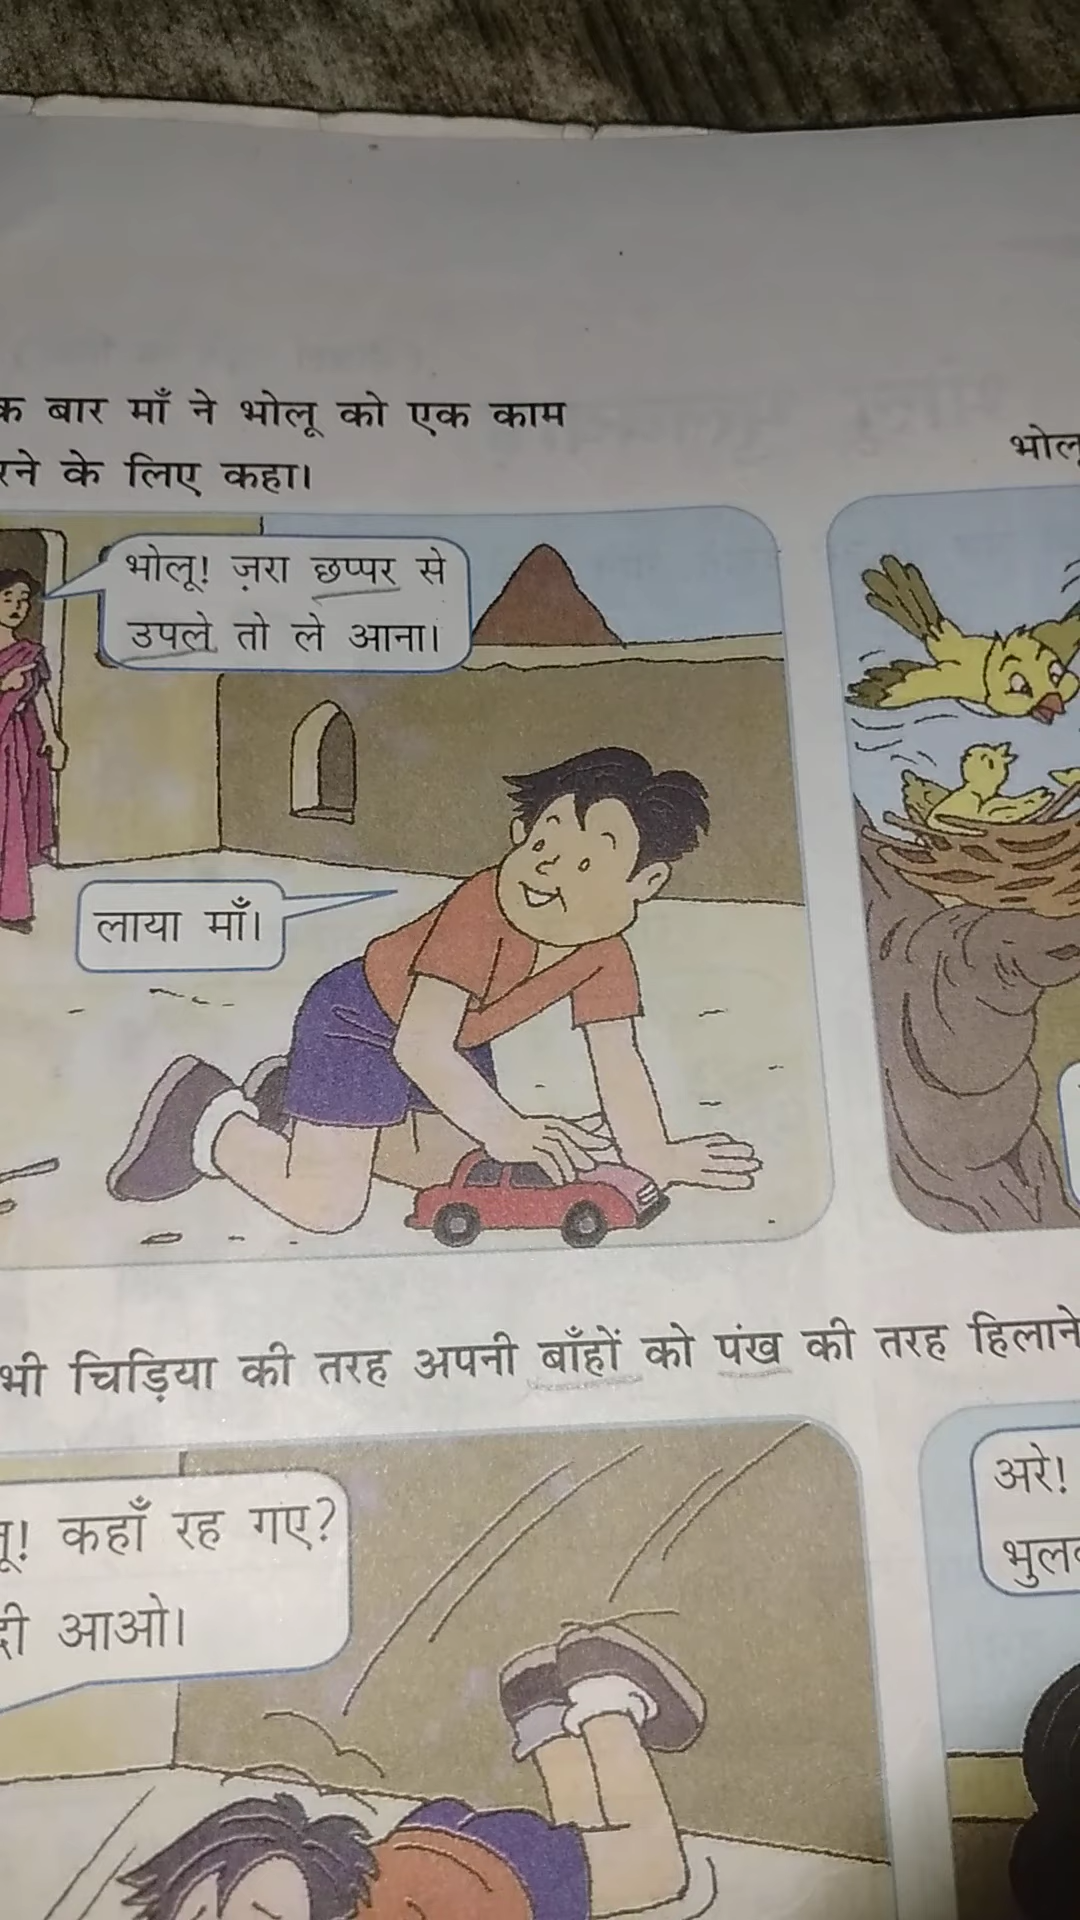 बार माँ ने भोलू को एक काम
के लिए कहा।
भोलू! ज़रा छप्पर से
उपले तो ले आना।
लाया माँ।
भी चिड़िया की तरह अपनी बाँहों को पंख की तरह हिलाने
कहाँ रह गए?
आओ।
अरे!